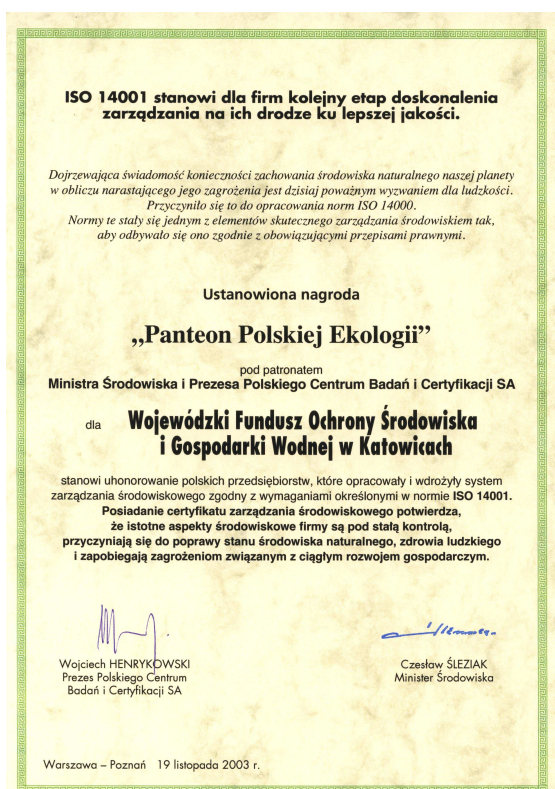 ISO 14001 stanowi dla firm kolejny etap doskonalenia
zarządzania na ich drodze ku lepszej jakości.
Dojrzewająca świadomość konieczności zachowania środowiska naturalnego naszej planety
w obliczu narastającego jego zagrożenia jest dzisiaj poważnym wyzwaniem dla ludzkości.
Przyczyniło się to do opracowania norm ISO 14000.
Normy te stały się jednym z elementów skutecznego zarządzania środowiskiem tak,
aby odbywało się ono zgodnie z obowiązującymi przepisami prawnymi.
Ustanowiona nagroda
„Panteon Polskiej Ekologii”
pod patronatem
Ministra Środowiska i Prezesa Polskiego Centrum Badań i Certyfikacji SA
dla Wojewódzki Fundusz Ochrony Środowiska
i Gospodarki Wodnej w Katowicach
stanowi uhonorowanie polskich przedsiębiorstw, które opracowały i wdrożyły system
zarządzania środowiskowego zgodny z wymaganiami określonymi w normie ISO 14001.
Posiadanie certyfikatu zarządzania środowiskowego potwierdza,
że istotne aspekty środowiskowe firmy są pod stałą kontrolą,
przyczyniają się do poprawy stanu środowiska naturalnego, zdrowia ludzkiego
i zapobiegają zagrożeniom związanym z ciągłym rozwojem gospodarczym.
Wojciech HENRYKOWSKI
Prezes Polskiego Centrum
Badań i Certyfikacji SA
Czesław ŚLEZIAK
Minister Środowiska
Warszawa – Poznań 19 listopada 2003 r.